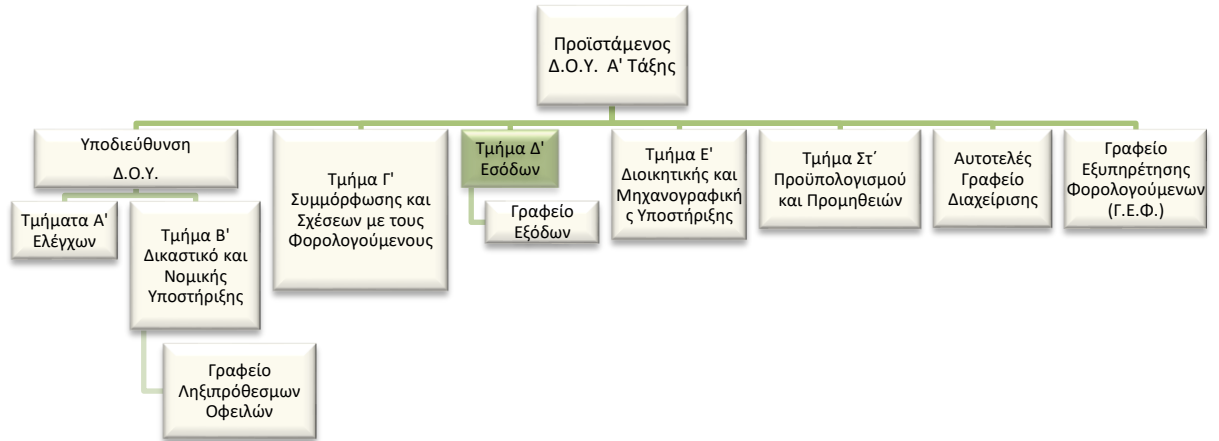 Προϊστάμενος
Δ.Ο.Υ. Α' Τάξης
Υποδιεύθυνση
Δ.Ο.Υ.
Τμήματα Α'
Ελέγχων
Τμήμα Β'
Δικαστικό και
Νομικής
Υποστήριξης
Γραφείο
Ληξιπρόθεσμων
Οφειλών
Τμήμα Γ'
Συμμόρφωσης και
Σχέσεων με τους
Φορολογούμενους
Τμήμα Δ'
Εσόδων
Γραφείο
Εξόδων
Τμήμα Ε'
Διοικητικής και
Μηχανογραφική
ς Υποστήριξης
Τμήμα Στ΄
Προϋπολογισμού
και Προμηθειών
Αυτοτελές
Γραφείο
Διαχείρισης
Γραφείο
Εξυπηρέτησης
Φορολογούμενων
(Γ.Ε.Φ.)